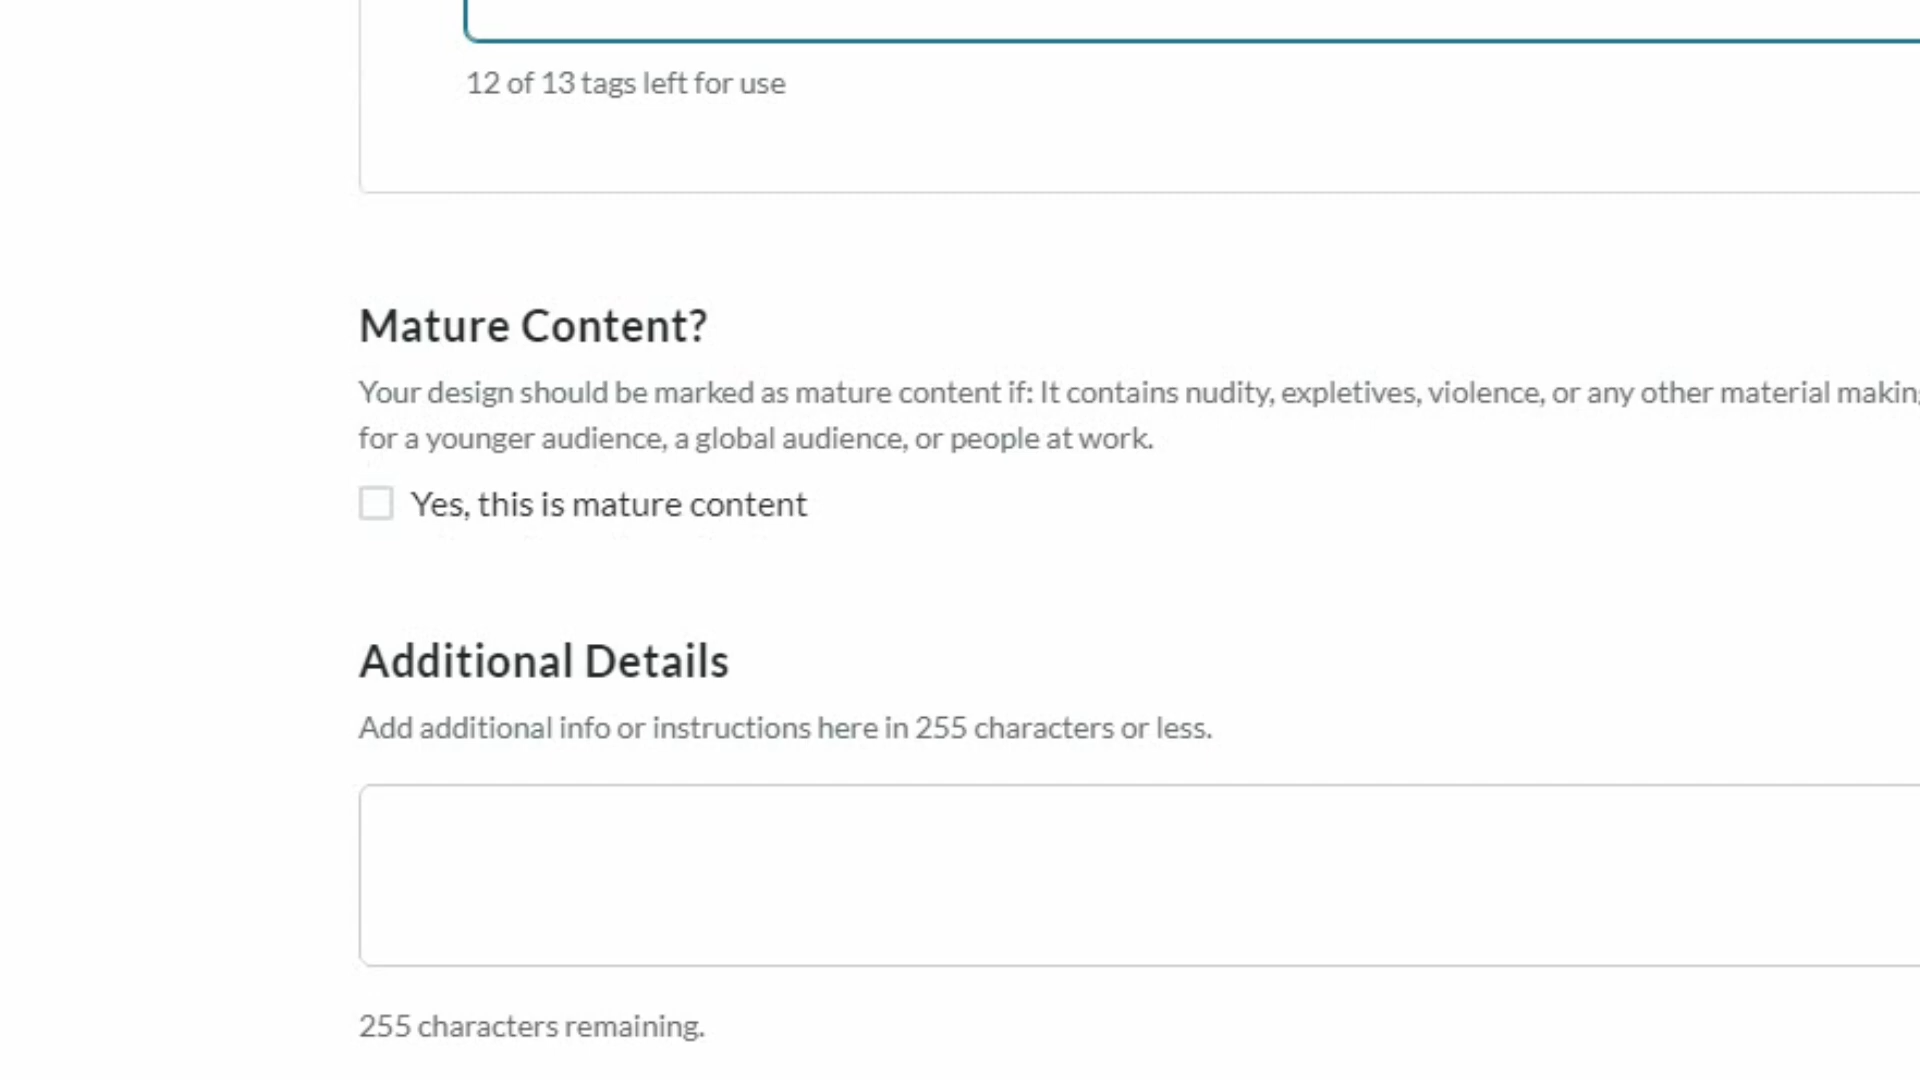 12 of 13 tags left for use
Mature Content?
Your design should be marked as mature content if: It contains nudity, expletives, violence, or any other material making
for a younger audience, a global audience, or people at work.
Yes, this is mature content
Additional Details
Add additional info or instructions here in 255 characters or less.
255 characters remaining.